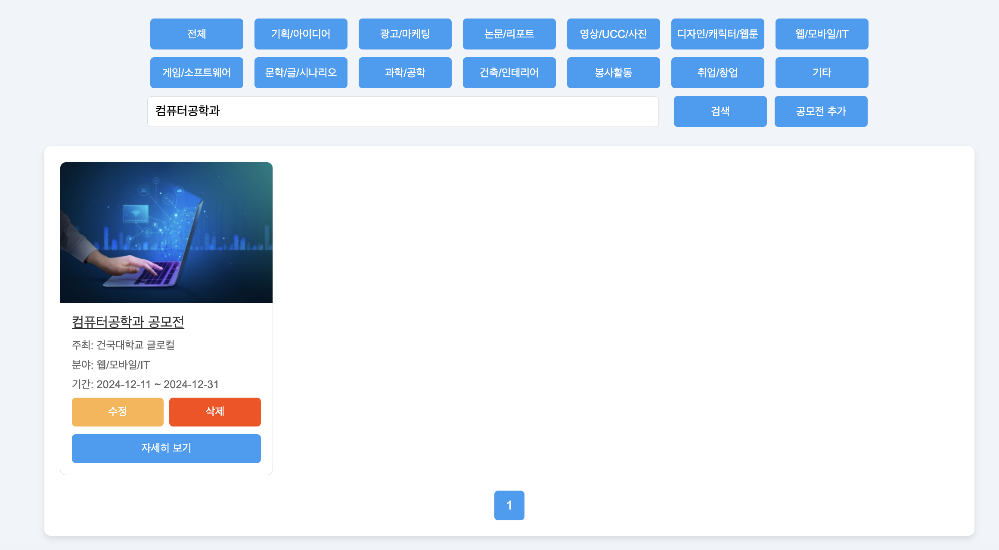 전체 기획/아이디어 광고/마케팅 논문/리포트 영상/UCC/사진 디자인/캐릭터/웹툰 웹/모바일/IT
게임/소프트웨어 문학/글/시나리오 과학/공학 건축/인테리어 봉사활동 취업/창업 기타
컴퓨터공학과 검색 공모전 추가
컴퓨터공학과 공모전
주최: 건국대학교 글로컬
분야: 웹/모바일/IT
기간: 2024-12-11 ~ 2024-12-31
수정 삭제
자세히 보기
1